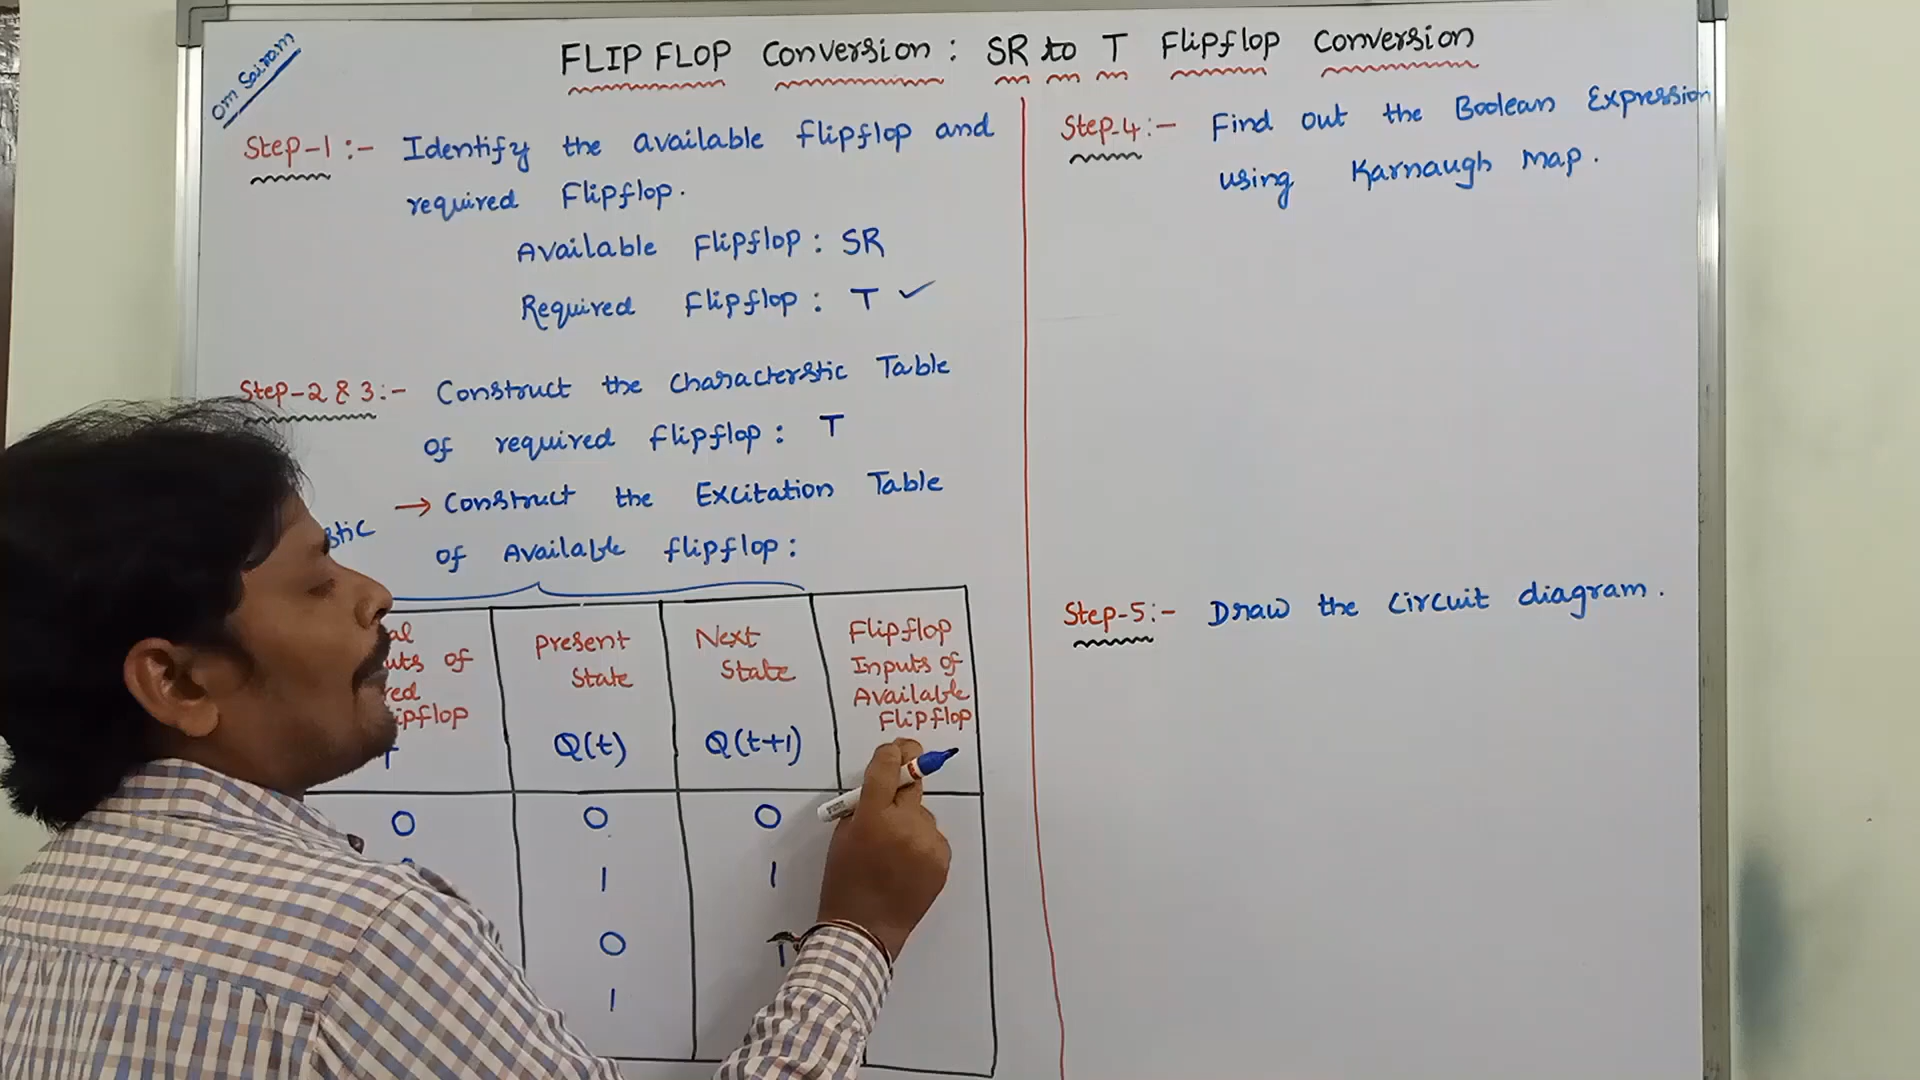 Om Sairam
FLIP FLOP Conversion : SR to T Flipflop Conversion
Step-1 :- Identify the available flipflop and
required Flipflop.
Available Flipflop : SR
Required Flipflop : T ✓
Step-2 & 3 :- Construct the Characterstic Table
of required flipflop : T
→ Construct the Excitation Table
of Available flipflop :
Present
State
Q(t)
Next
State
Q(t+1)
Flipflop
Inputs of
Available
Flipflop
0 0 0
1 1
0 1
1
Step-4 :- Find out the Boolean Expression
using Karnaugh map.
Step-5 :- Draw the Circuit diagram.